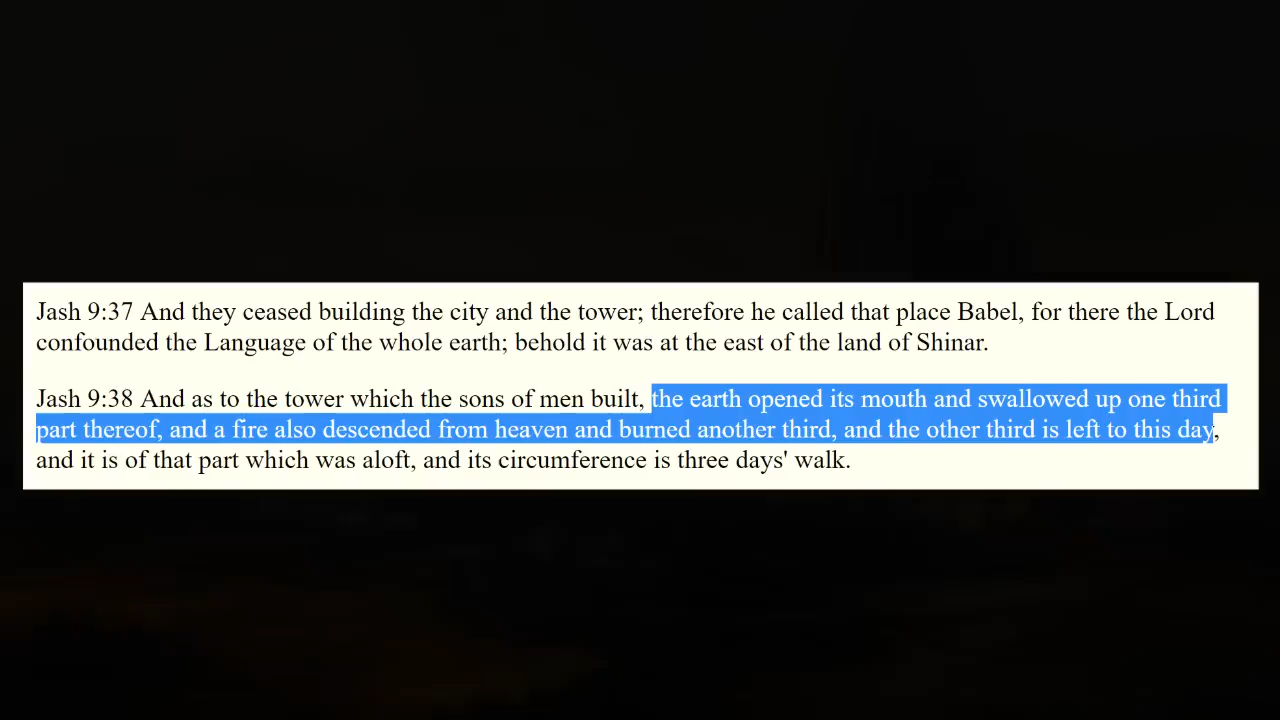 Jash 9:37 And they ceased building the city and the tower; therefore he called that place Babel, for there the Lord
confounded the Language of the whole earth; behold it was at the east of the land of Shinar.
Jash 9:38 And as to the tower which the sons of men built, the earth opened its mouth and swallowed up one third
part thereof, and a fire also descended from heaven and burned another third, and the other third is left to this day,
and it is of that part which was aloft, and its circumference is three days' walk.